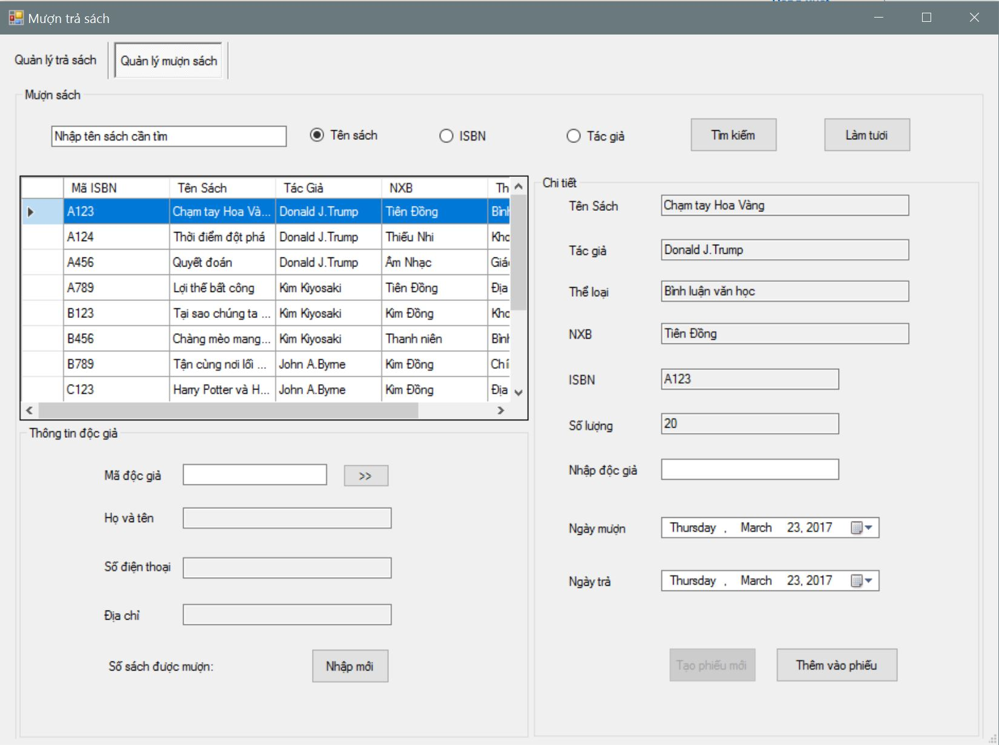 Mượn trả sách
Quản lý trả sách
Quản lý mượn sách
Mượn sách
Nhập tên sách cần tìm
Tên sách
ISBN
Tác giả
Tìm kiếm
Làm tươi
Mã ISBN Tên Sách Tác Giả NXB Th
A123 Chạm tay Hoa Và... Donald J.Trump Tiên Đồng Bình
A124 Thời điểm đột phá Donald J.Trump Thiếu Nhi Kho
A456 Quyết đoán Donald J.Trump Âm Nhạc Giáo
A789 Lợi thế bất công Kim Kiyosaki Tiên Đồng Địa
B123 Tại sao chúng ta ... Kim Kiyosaki Kim Đồng Kho
B456 Chàng mèo mang... Kim Kiyosaki Thanh niên Bình
B789 Tận cùng nơi lỗi ... John A.Byrne Kim Đồng Chí
C123 Harry Potter và H... John A.Byrne Kim Đồng Địa
Chi tiết
Tên Sách Chạm tay Hoa Vàng
Tác giả Donald J.Trump
Thể loại Bình luận văn học
NXB Tiên Đồng
ISBN A123
Số lượng 20
Nhập độc giả
Ngày mượn Thursday , March 23, 2017
Ngày trả Thursday , March 23, 2017
Tạo phiếu mới
Thêm vào phiếu
Thông tin độc giả
Mã độc giả >>
Họ và tên
Số điện thoại
Địa chỉ
Số sách được mượn:
Nhập mới